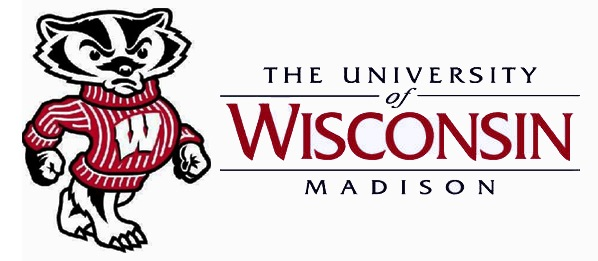 W
THE UNIVERSITY
of
WISCONSIN
MADISON